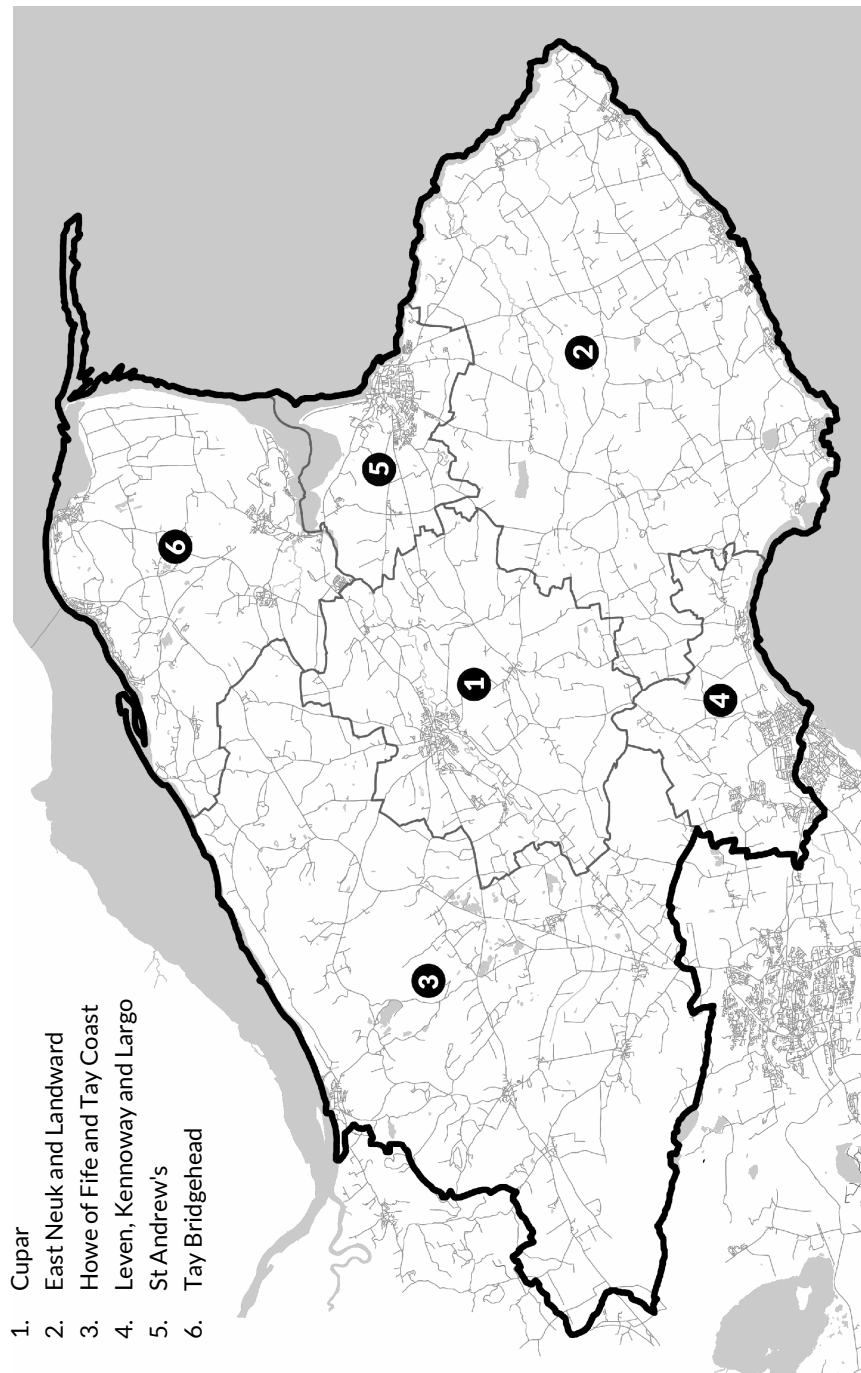 1. Cupar
2. East Neuk and Landward
3. Howe of Fife and Tay Coast
4. Leven, Kennoway and Largo
5. St Andrew's
6. Tay Bridgehead
6
5
2
1
4
3